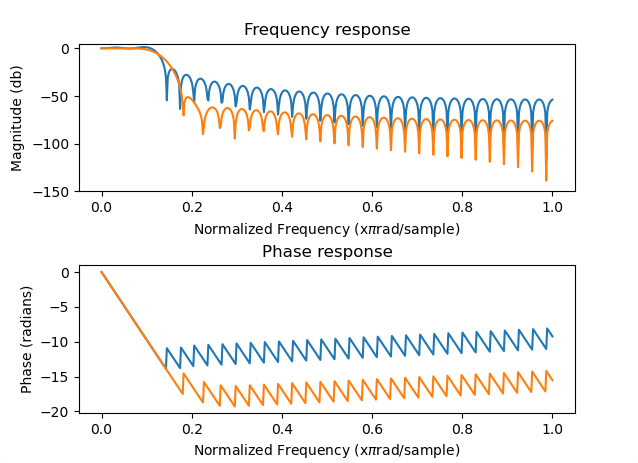 Frequency response
Magnitude (db)
0
−50
−100
−150
0.0 0.2 0.4 0.6 0.8 1.0
Normalized Frequency (xπrad/sample)
Phase response
Phase (radians)
0
−5
−10
−15
−20
0.0 0.2 0.4 0.6 0.8 1.0
Normalized Frequency (xπrad/sample)